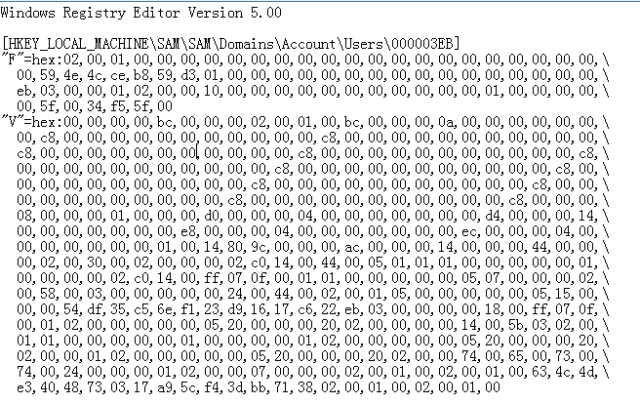 Windows Registry Editor Version 5.00
[HKEY_LOCAL_MACHINE\SAM\SAM\Domains\Account\Users\000003EB]
"F"=hex:02,00,01,00,00,00,00,00,00,00,00,00,00,00,00,00,00,00,00,00,00,00,00,\
00,59,4e,4c,ce,b8,59,d3,01,00,00,00,00,00,00,00,00,00,00,00,00,00,00,00,00,\
eb,03,00,00,01,02,00,00,10,00,00,00,00,00,00,00,00,00,00,00,01,00,00,00,00,\
00,5f,00,34,f5,5f,00
"V"=hex:00,00,00,00,bc,00,00,00,02,00,01,00,bc,00,00,00,0a,00,00,00,00,00,00,\
00,c8,00,00,00,00,00,00,00,00,00,00,00,c8,00,00,00,00,00,00,00,00,00,00,00,\
c8,00,00,00,00,00,00,00,00,00,00,00,c8,00,00,00,00,00,00,00,00,00,00,00,c8,\
00,00,00,00,00,00,00,00,00,00,00,c8,00,00,00,00,00,00,00,00,00,00,00,c8,00,\
00,00,00,00,00,00,00,00,00,00,c8,00,00,00,00,00,00,00,00,00,00,00,c8,00,00,\
00,00,00,00,00,00,00,00,00,c8,00,00,00,00,00,00,00,00,00,00,00,c8,00,00,00,\
08,00,00,00,01,00,00,00,d0,00,00,00,04,00,00,00,00,00,00,00,d4,00,00,00,14,\
00,00,00,00,00,00,00,e8,00,00,00,04,00,00,00,00,00,00,00,ec,00,00,00,04,00,\
00,00,00,00,00,00,01,00,14,80,9c,00,00,00,ac,00,00,00,14,00,00,00,44,00,00,\
00,02,00,30,00,02,00,00,00,02,c0,14,00,44,00,05,01,01,01,00,00,00,00,00,01,\
00,00,00,00,02,c0,14,00,ff,07,0f,00,01,01,00,00,00,00,00,05,07,00,00,00,02,\
00,58,00,03,00,00,00,00,00,24,00,44,00,02,00,01,05,00,00,00,00,00,05,15,00,\
00,00,54,df,35,c5,6e,f1,23,d9,16,17,c6,22,eb,03,00,00,00,00,18,00,ff,07,0f,\
00,01,02,00,00,00,00,00,05,20,00,00,00,20,02,00,00,00,00,14,00,5b,03,02,00,\
01,01,00,00,00,00,00,01,00,00,00,00,01,02,00,00,00,00,00,05,20,00,00,00,20,\
02,00,00,01,02,00,00,00,00,00,05,20,00,00,00,20,02,00,00,74,00,65,00,73,00,\
74,00,24,00,00,00,01,02,00,00,07,00,00,00,02,00,01,00,02,00,01,00,63,4c,4d,\
e3,40,48,73,03,17,a9,5c,f4,3d,bb,71,38,02,00,01,00,02,00,01,00